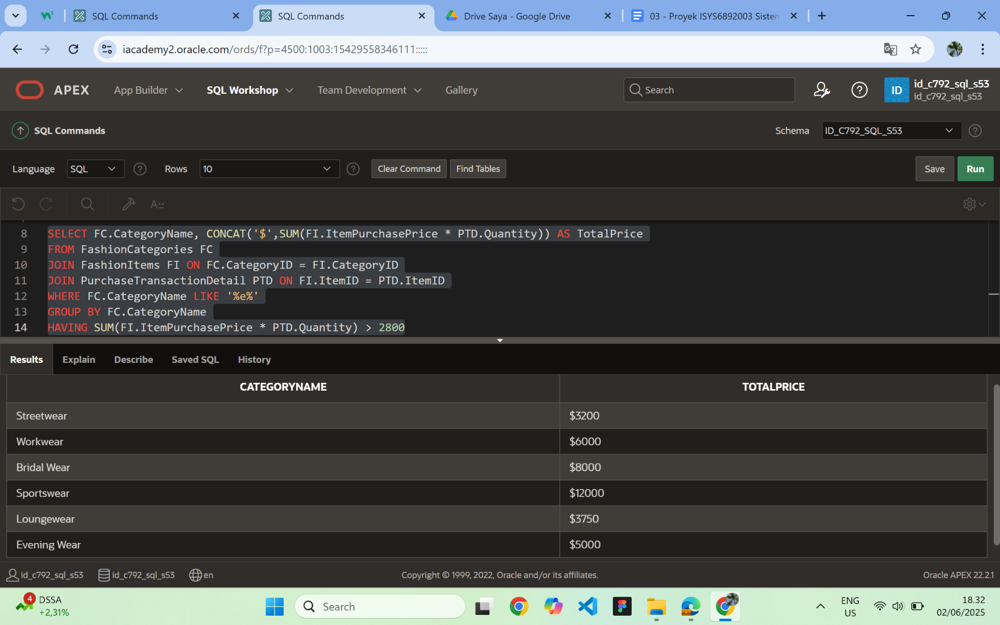 SQL Commands
SQL Commands
Drive Saya - Google Drive
03 - Proyek ISYS6892003 Sistem
iacademy2.oracle.com/ords/f?p=4500:1003:15429558346111:::::
APEX
App Builder
SQL Workshop
Team Development
Gallery
Search
ID
id_c792_sql_s53
id_c792_sql_s53
SQL Commands
Schema
ID_C792_SQL_S53
Language
SQL
Rows
10
Clear Command
Find Tables
Save
Run
8 SELECT FC.CategoryName, CONCAT('$',SUM(FI.ItemPurchasePrice * PTD.Quantity)) AS TotalPrice
9 FROM FashionCategories FC
10 JOIN FashionItems FI ON FC.CategoryID = FI.CategoryID
11 JOIN PurchaseTransactionDetail PTD ON FI.ItemID = PTD.ItemID
12 WHERE FC.CategoryName LIKE '%e%'
13 GROUP BY FC.CategoryName
14 HAVING SUM(FI.ItemPurchasePrice * PTD.Quantity) > 2800
Results
Explain
Describe
Saved SQL
History
CATEGORYNAME TOTALPRICE
Streetwear $3200
Workwear $6000
Bridal Wear $8000
Sportswear $12000
Loungewear $3750
Evening Wear $5000
id_c792_sql_s53
id_c792_sql_s53
en
Copyright © 1999, 2022, Oracle and/or its affiliates.
Oracle APEX 22.2.1
4
DSSA
+2,31%
Search
ENG
US
18.32
02/06/2025